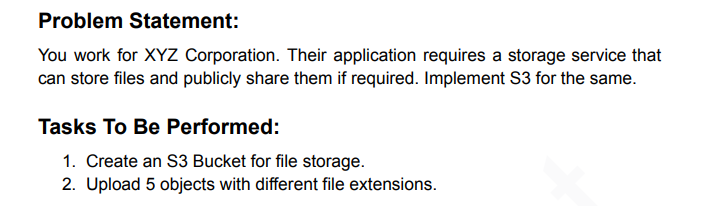 Problem Statement:
You work for XYZ Corporation. Their application requires a storage service that
can store files and publicly share them if required. Implement S3 for the same.
Tasks To Be Performed:
1. Create an S3 Bucket for file storage.
2. Upload 5 objects with different file extensions.